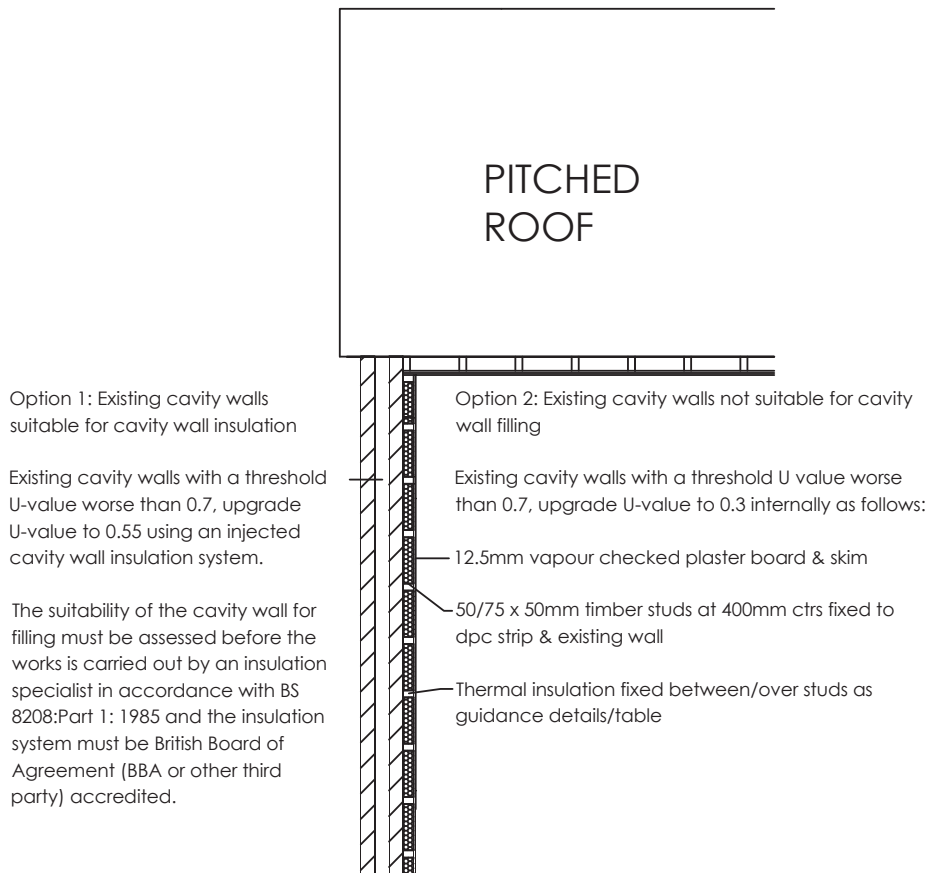 PITCHED
ROOF
Option 1: Existing cavity walls
suitable for cavity wall insulation
Existing cavity walls with a threshold
U-value worse than 0.7, upgrade
U-value to 0.55 using an injected
cavity wall insulation system.
The suitability of the cavity wall for
filling must be assessed before the
works is carried out by an insulation
specialist in accordance with BS
8208:Part 1: 1985 and the insulation
system must be British Board of
Agreement (BBA or other third
party) accredited.
Option 2: Existing cavity walls not suitable for cavity
wall filling
Existing cavity walls with a threshold U value worse
than 0.7, upgrade U-value to 0.3 internally as follows:
12.5mm vapour checked plaster board & skim
50/75 x 50mm timber studs at 400mm ctrs fixed to
dpc strip & existing wall
Thermal insulation fixed between/over studs as
guidance details/table